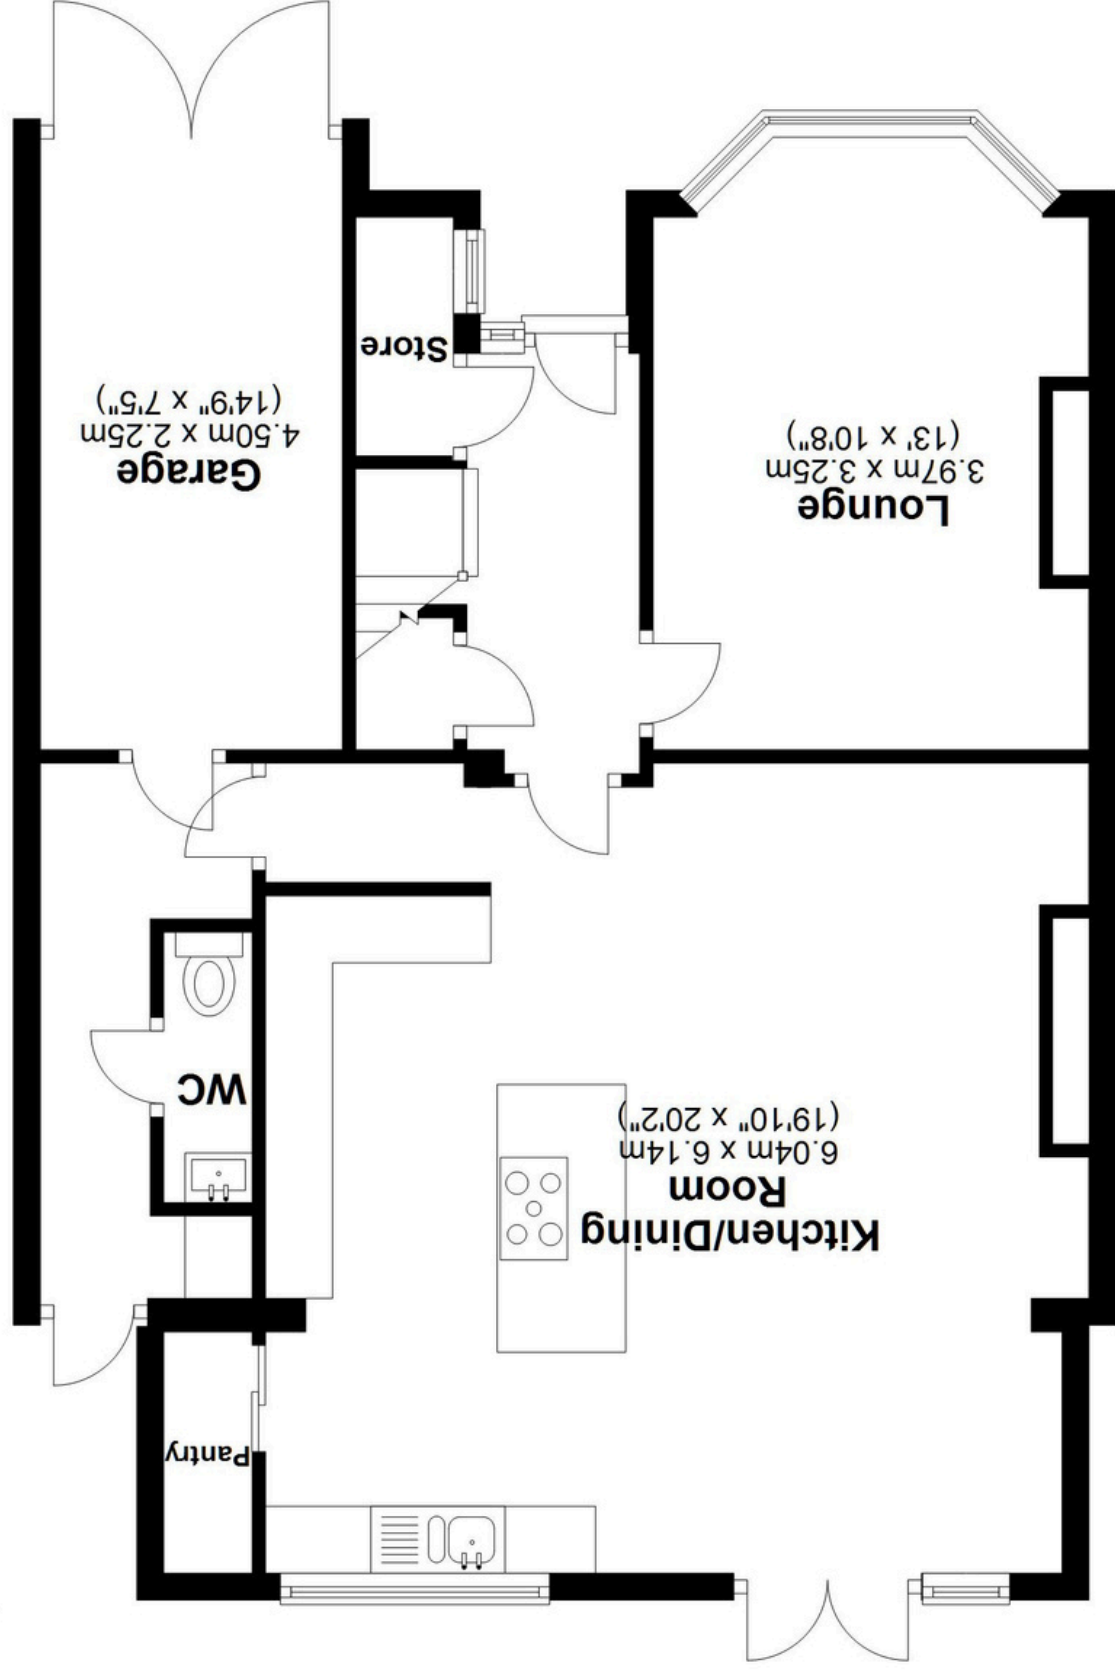 Kitchen/Dining
Room
6.04m x 6.14m
(19'10" x 20'2")
Pantry
WC
Lounge
3.97m x 3.25m
(13' x 10'8")
Garage
4.50m x 2.25m
(14'9" x 7'5")
Store